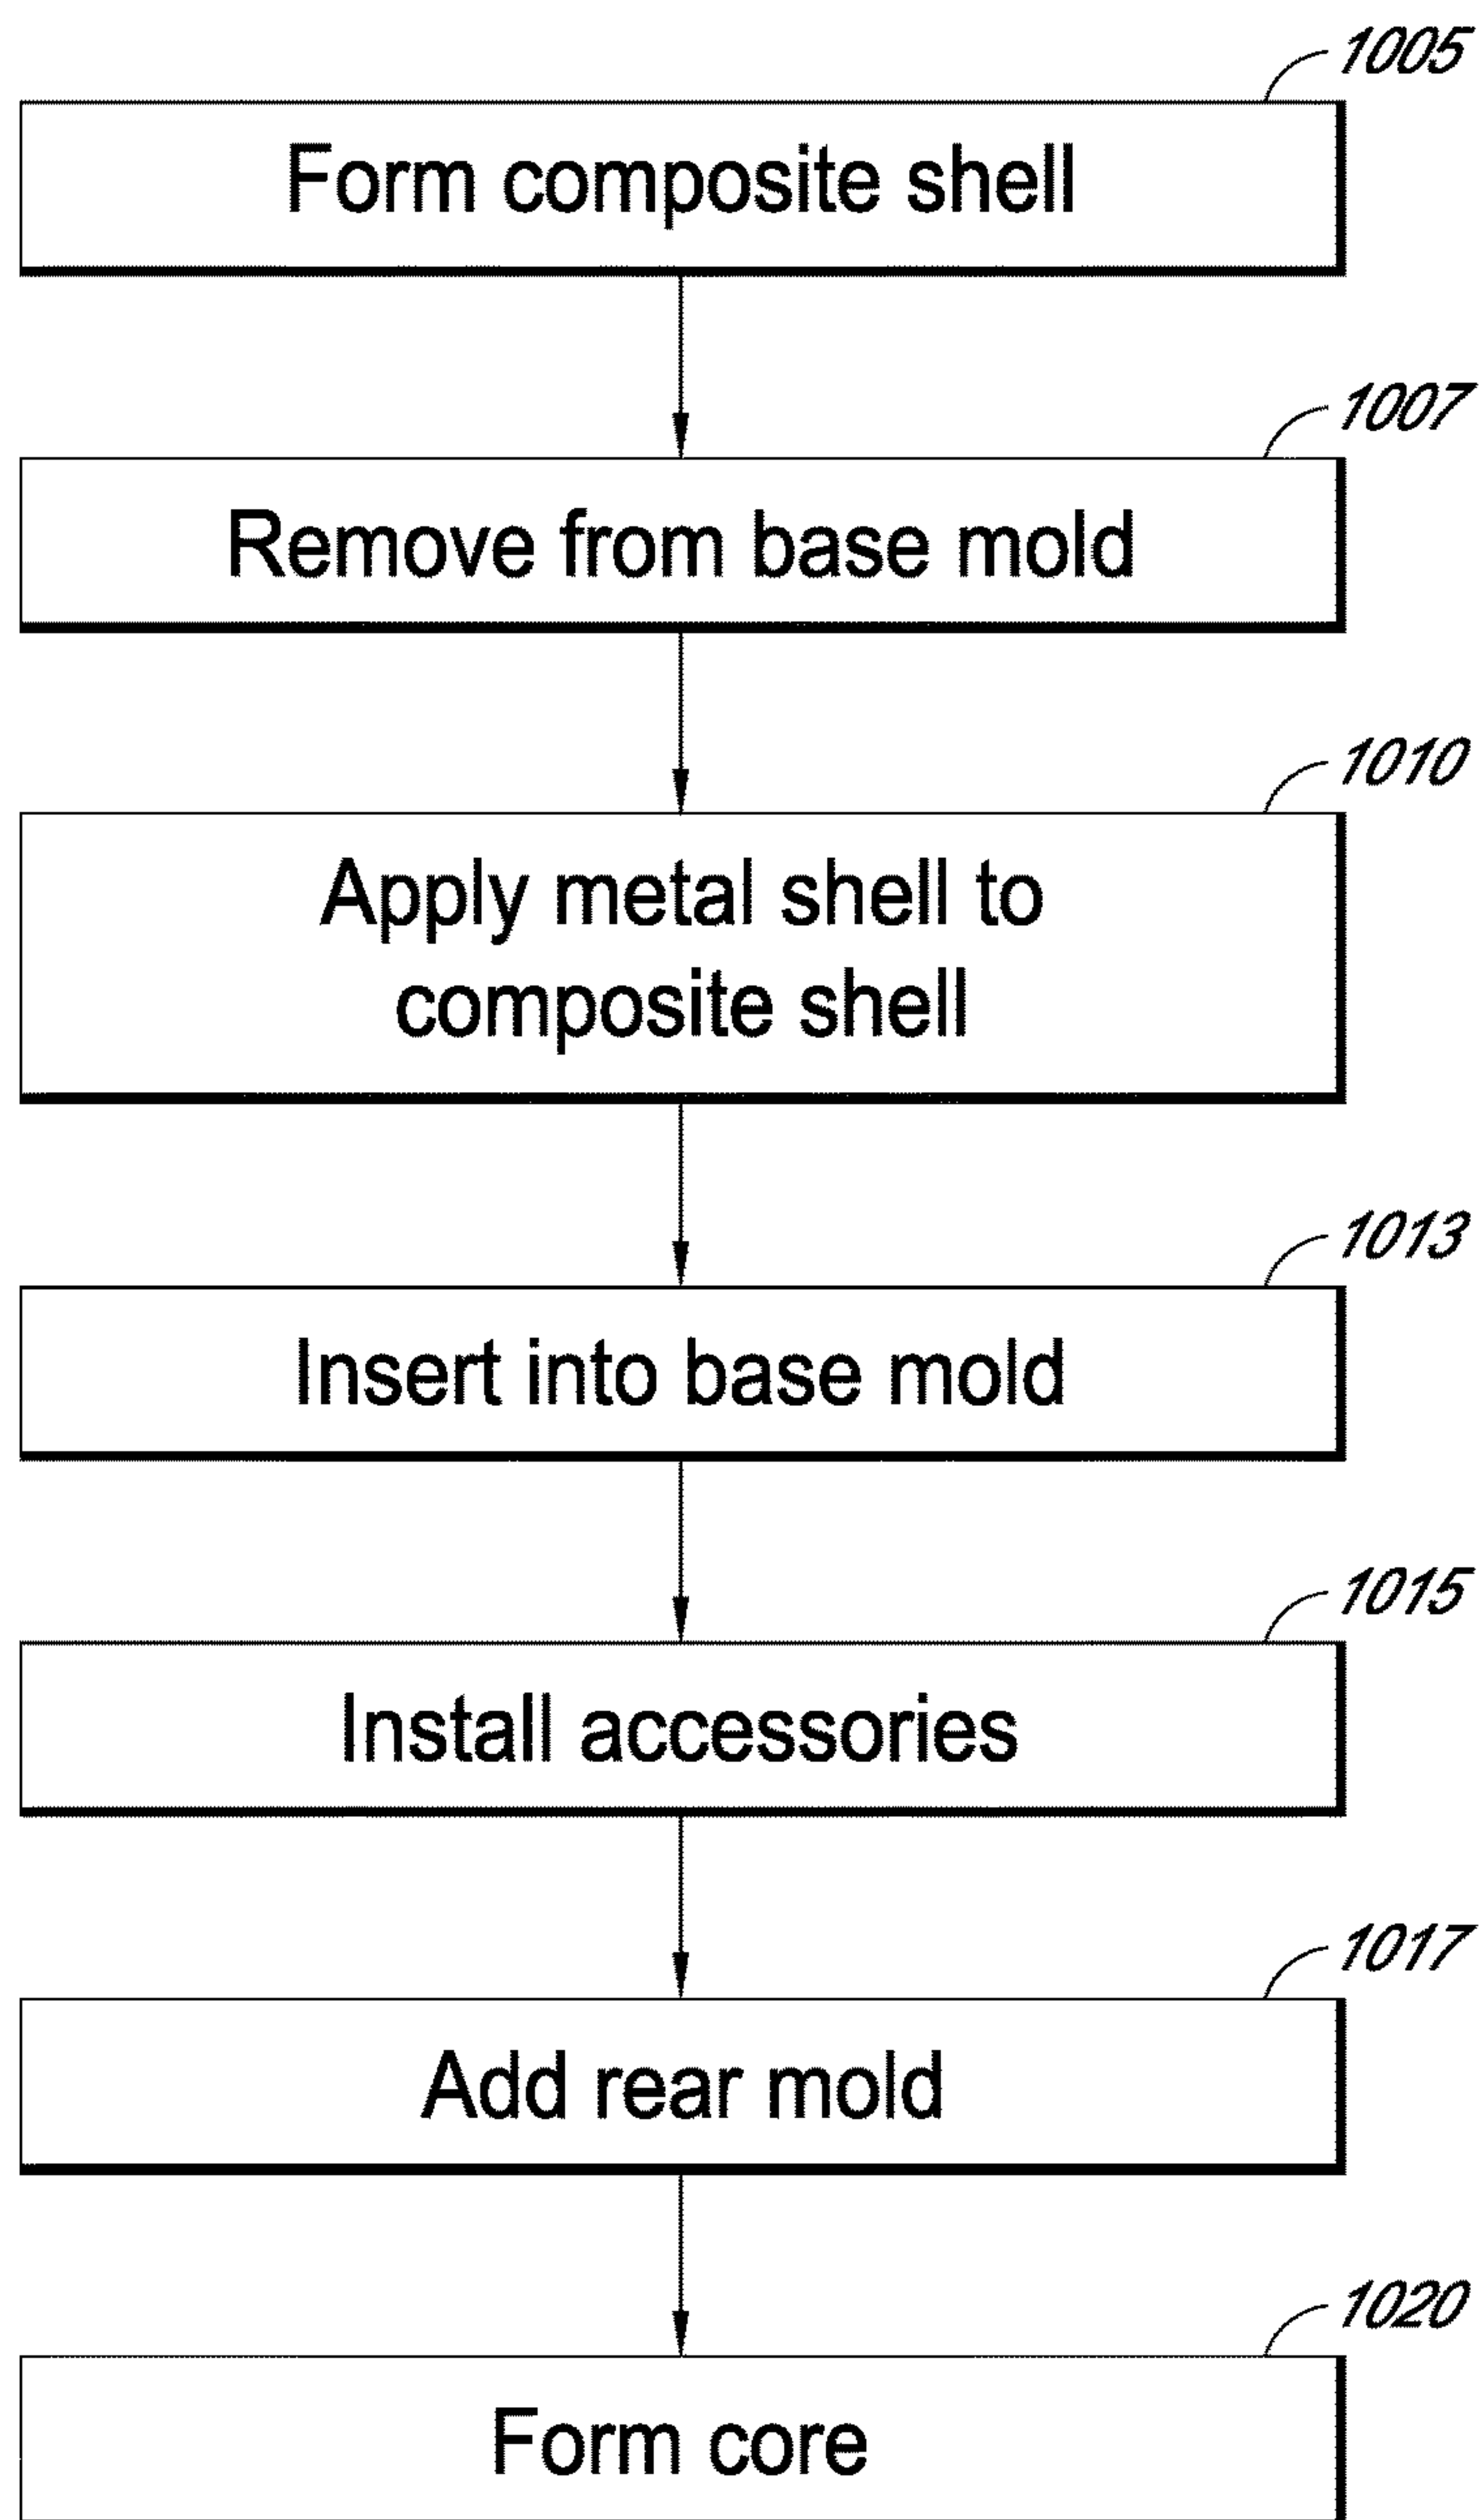 1005
Form composite shell
1007
Remove from base mold
1010
Apply metal shell to
composite shell
1013
Insert into base mold
1015
Install accessories
1017
Add rear mold
1020
Form core